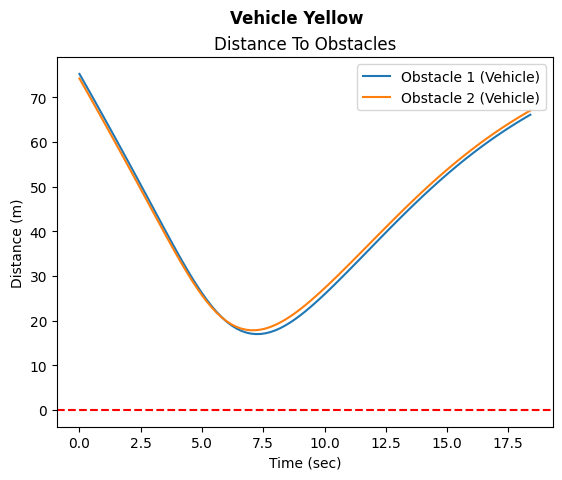 Vehicle Yellow
Distance To Obstacles
Obstacle 1 (Vehicle)
Obstacle 2 (Vehicle)
Distance (m)
70
60
50
40
30
20
10
0
0.0 2.5 5.0 7.5 10.0 12.5 15.0 17.5
Time (sec)